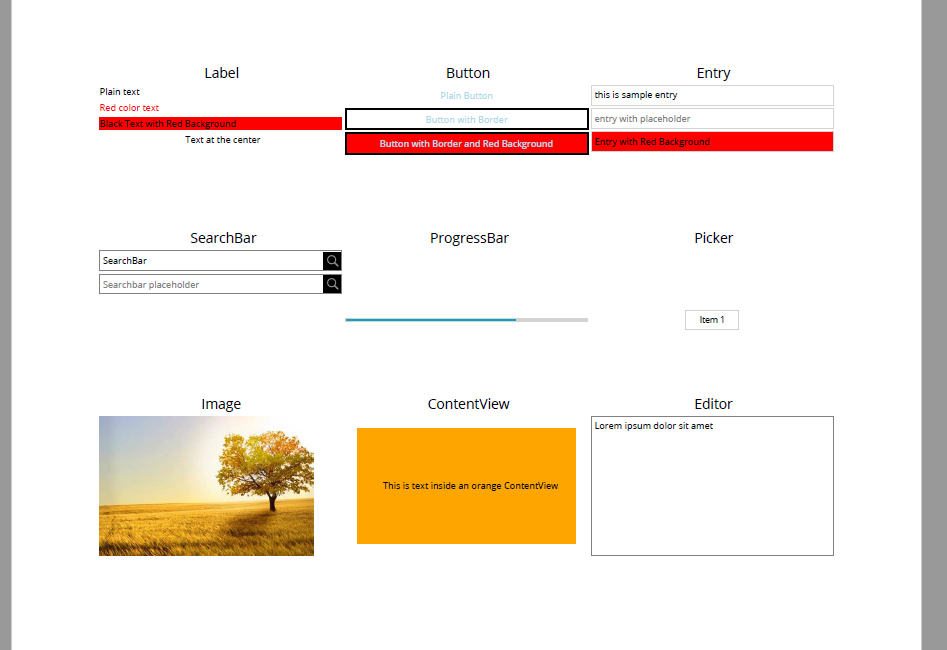 Label
Plain text
Red color text
Black Text with Red Background
Text at the center
Button
Plain Button
Button with Border
Button with Border and Red Background
Entry
this is sample entry
entry with placeholder
Entry with Red Background
SearchBar
SearchBar
Searchbar placeholder
ProgressBar
Picker
Item 1
Image
ContentView
This is text inside an orange ContentView
Editor
Lorem ipsum dolor sit amet